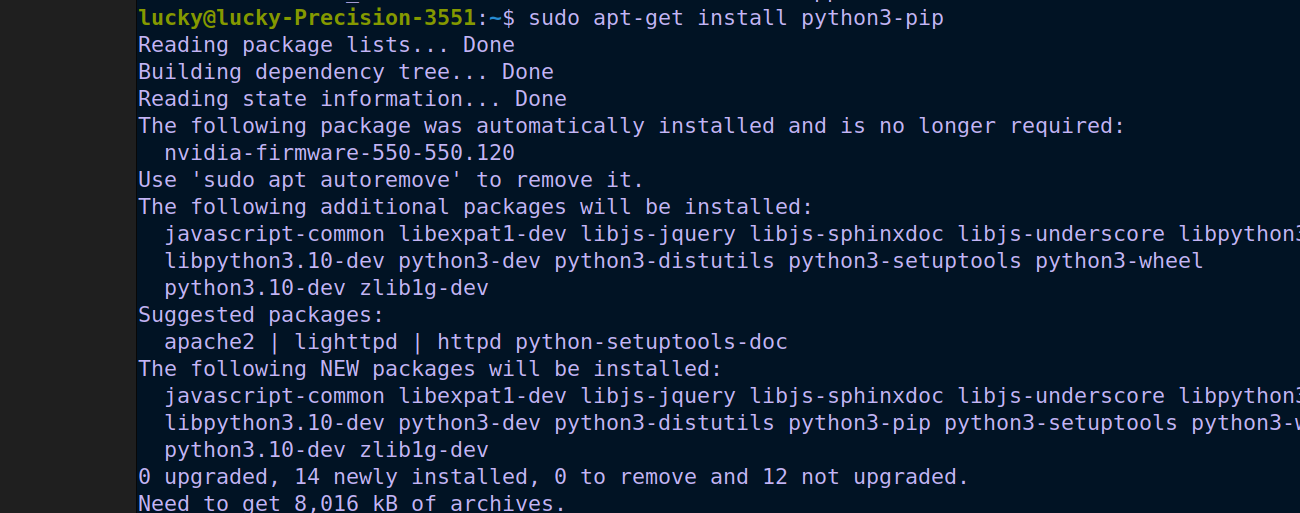 lucky@lucky-Precision-3551:~$ sudo apt-get install python3-pip
Reading package lists... Done
Building dependency tree... Done
Reading state information... Done
The following package was automatically installed and is no longer required:
  nvidia-firmware-550-550.120
Use 'sudo apt autoremove' to remove it.
The following additional packages will be installed:
  javascript-common libexpat1-dev libjs-jquery libjs-sphinxdoc libjs-underscore
  libpython3.10-dev python3-dev python3-distutils python3-setuptools python3-wheel
  python3.10-dev zlib1g-dev
Suggested packages:
  apache2 | lighttpd | httpd python-setuptools-doc
The following NEW packages will be installed:
  javascript-common libexpat1-dev libjs-jquery libjs-sphinxdoc libjs-underscore
  libpython3.10-dev python3-dev python3-distutils python3-pip python3-setuptools
  python3.10-dev zlib1g-dev
0 upgraded, 14 newly installed, 0 to remove and 12 not upgraded.
Need to get 8,016 kB of archives.